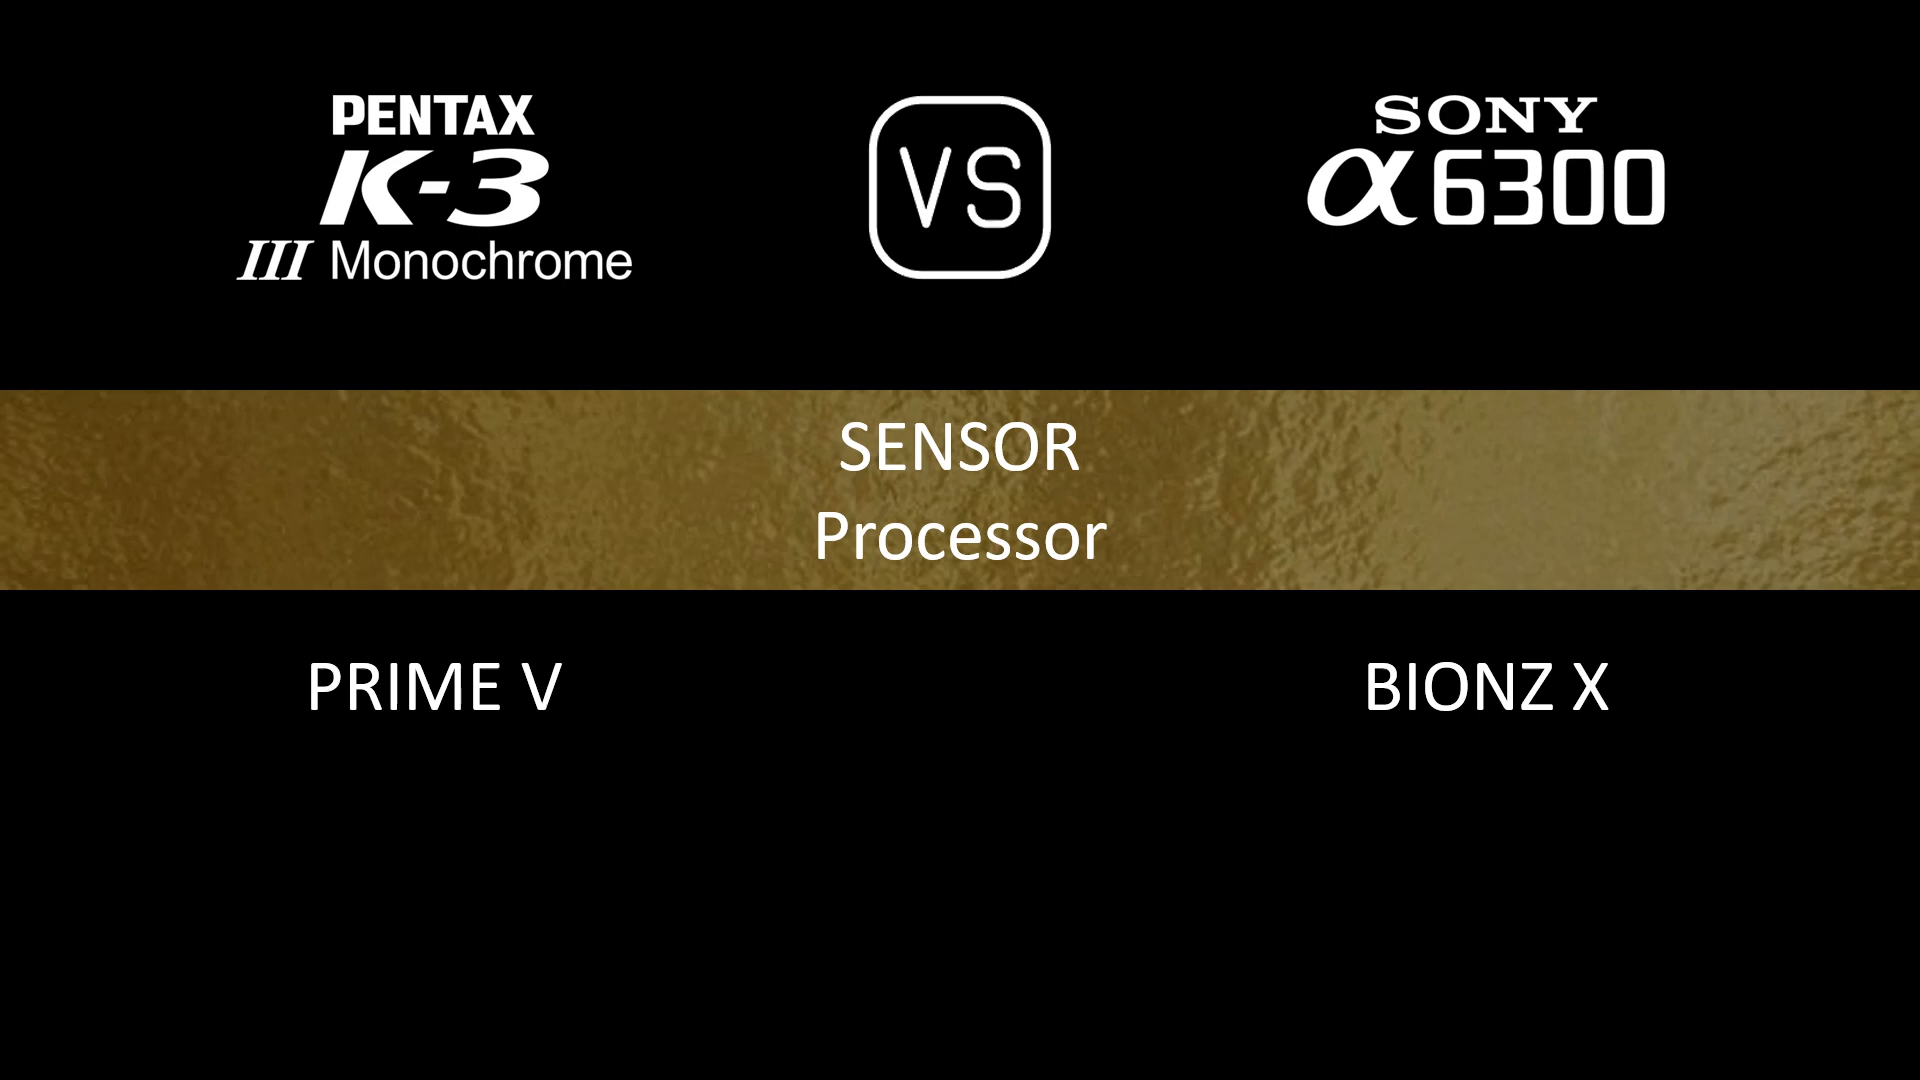 PENTAX
K-3
III Monochrome
VS
SONY
α6300
SENSOR
Processor
PRIME V
BIONZ X